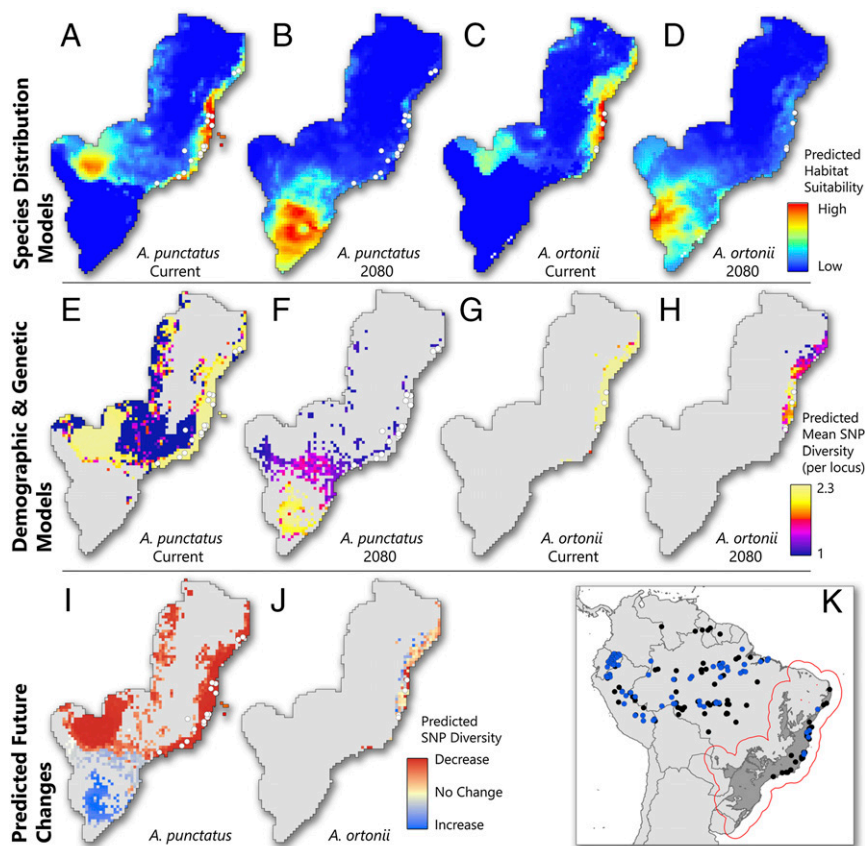 A
B
C
D
Species Distribution
Models
A. punctatus
Current
A. punctatus
2080
A. ortonii
Current
A. ortonii
2080
Predicted
Habitat
Suitability
High
Low
E
F
G
H
Demographic & Genetic
Models
A. punctatus
Current
A. punctatus
2080
A. ortonii
Current
A. ortonii
2080
Predicted
Mean SNP
Diversity
(per locus)
2.3
1
I
J
K
Predicted Future
Changes
A. punctatus
A. ortonii
Predicted
SNP Diversity
Decrease
No Change
Increase